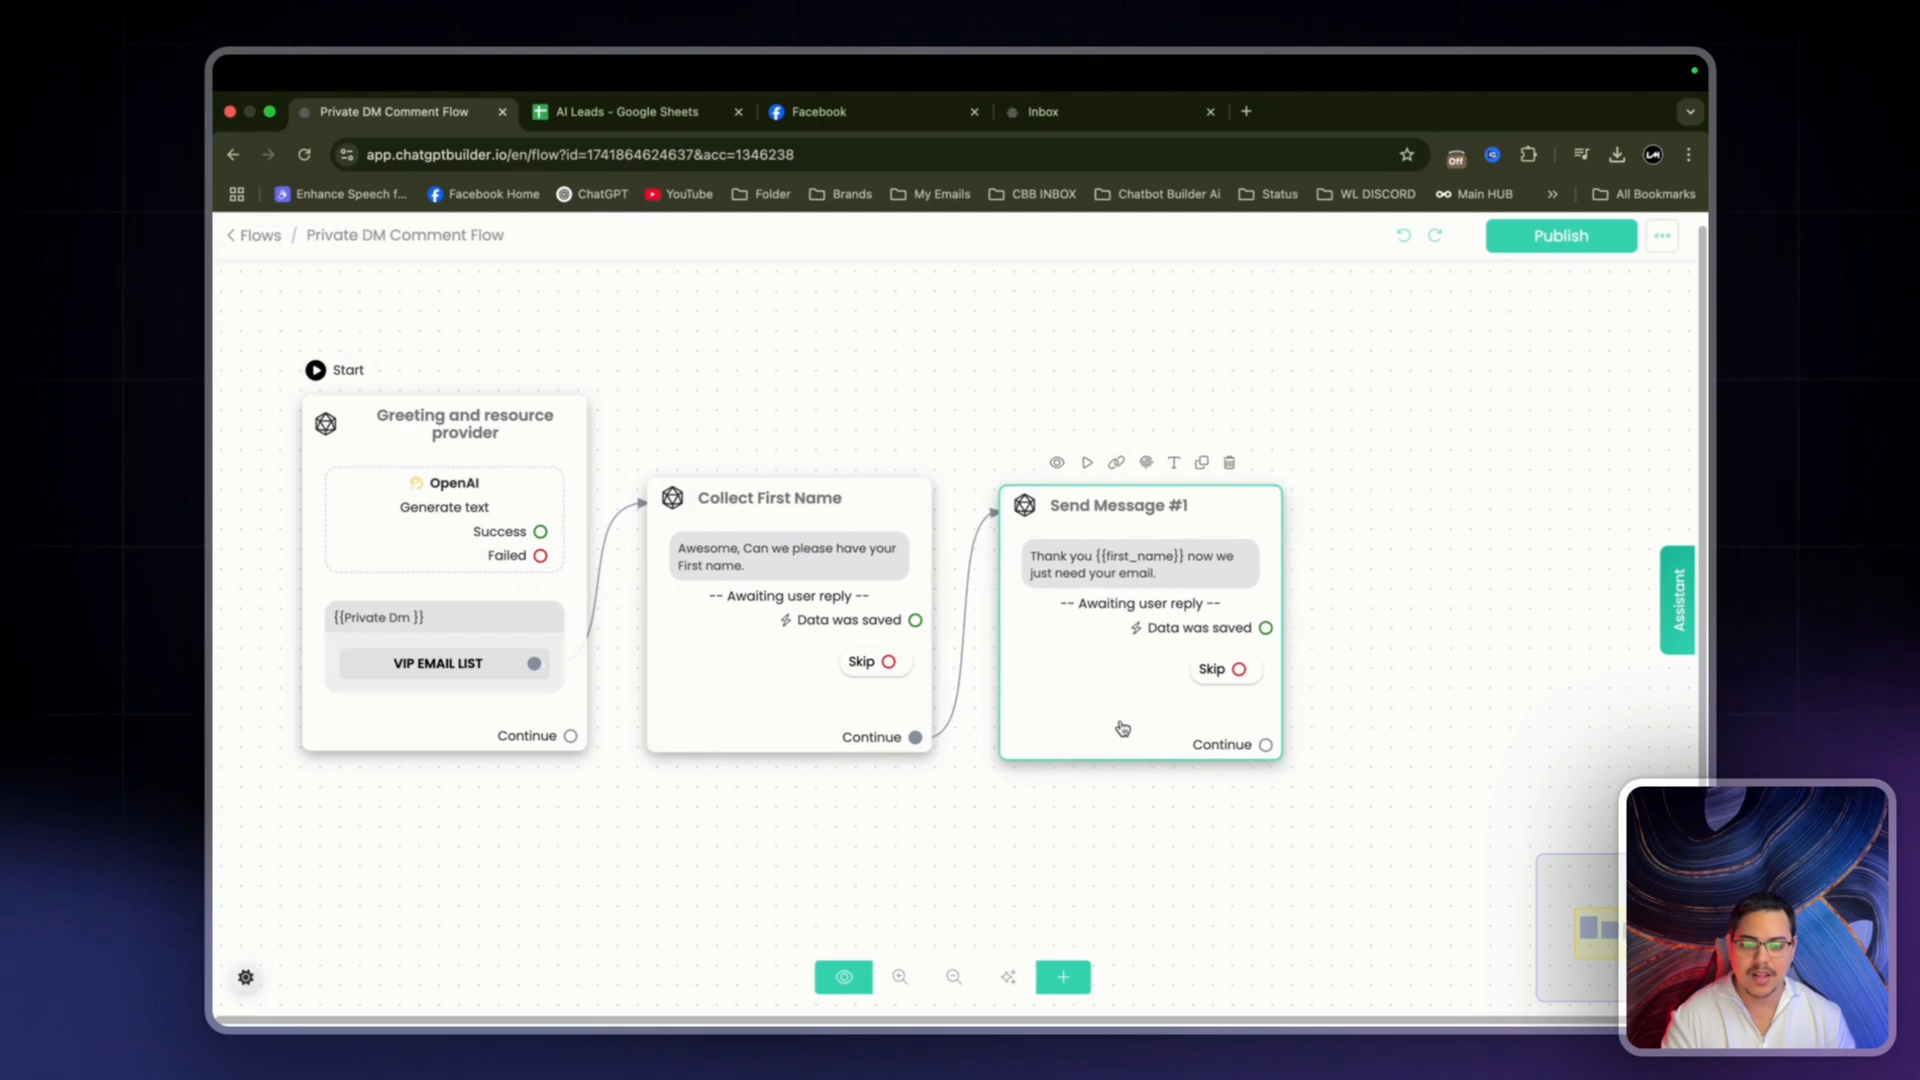 Private DM Comment Flow
AI Leads - Google Sheets
Facebook
Inbox
app.chatgptbuilder.io/en/flow?id=1741864624637&acc=1346238
Off
Enhance Speech f...
Facebook Home
ChatGPT
YouTube
Folder
Brands
My Emails
CBB INBOX
Chatbot Builder Ai
Status
WL DISCORD
Main HUB
»
All Bookmarks
Flows / Private DM Comment Flow
Publish
Start
Greeting and resource
provider
OpenAI
Generate text
Success
Failed
{{Private Dm }}
VIP EMAIL LIST
Continue
Collect First Name
Awesome, Can we please have your
First name.
-- Awaiting user reply --
Data was saved
Skip
Continue
Send Message #1
Thank you {{first_name}} now we
just need your email.
-- Awaiting user reply --
Data was saved
Skip
Continue
Assistant